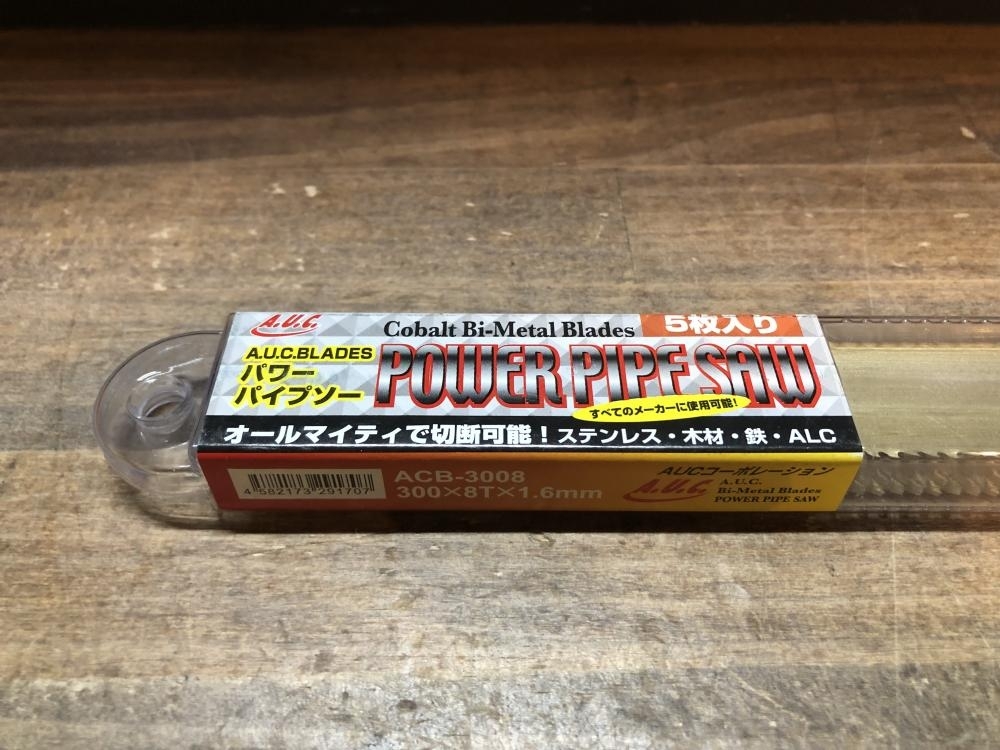 A.U.C.
Cobalt Bi-Metal Blades
5枚入り
A.U.C.BLADES
パワー
パイプソー
POWER PIPE SAW
すべてのメーカーに使用可能!
オールマイティで切断可能!ステンレス・木材・鉄・ALC
4 582173 291707
ACB-3008
300×8T×1.6mm
AUCコーポレーション
A.U.C.
A.U.C.
Bi-Metal Blades
POWER PIPE SAW